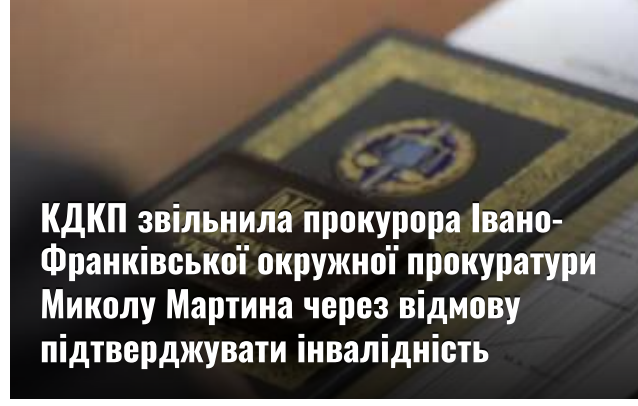 КДКП звільнила прокурора Івано-
Франківської окружної прокуратури
Миколу Мартина через відмову
підтверджувати інвалідність